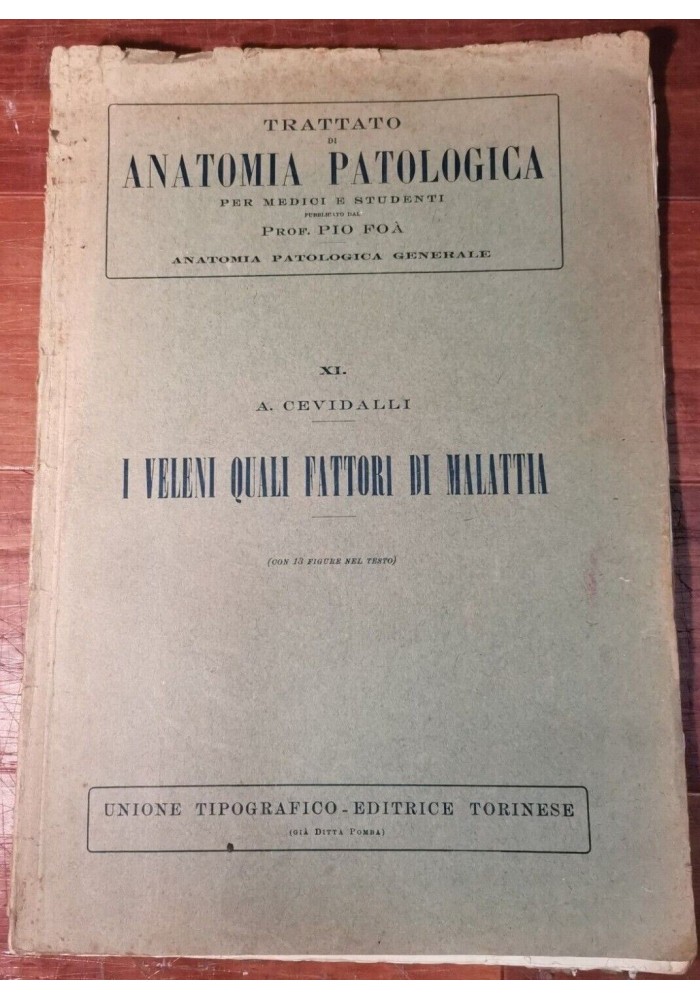 TRATTATO
DI
ANATOMIA PATOLOGICA
PER MEDICI E STUDENTI
PUBBLICATO DAL
PROF. PIO FOÀ
ANATOMIA PATOLOGICA GENERALE
XI.
A. CEVIDALLI
I VELENI QUALI FATTORI DI MALATTIA
(CON 13 FIGURE NEL TESTO)
UNIONE TIPOGRAFICO-EDITRICE TORINESE
(GIÀ DITTA POMBA)